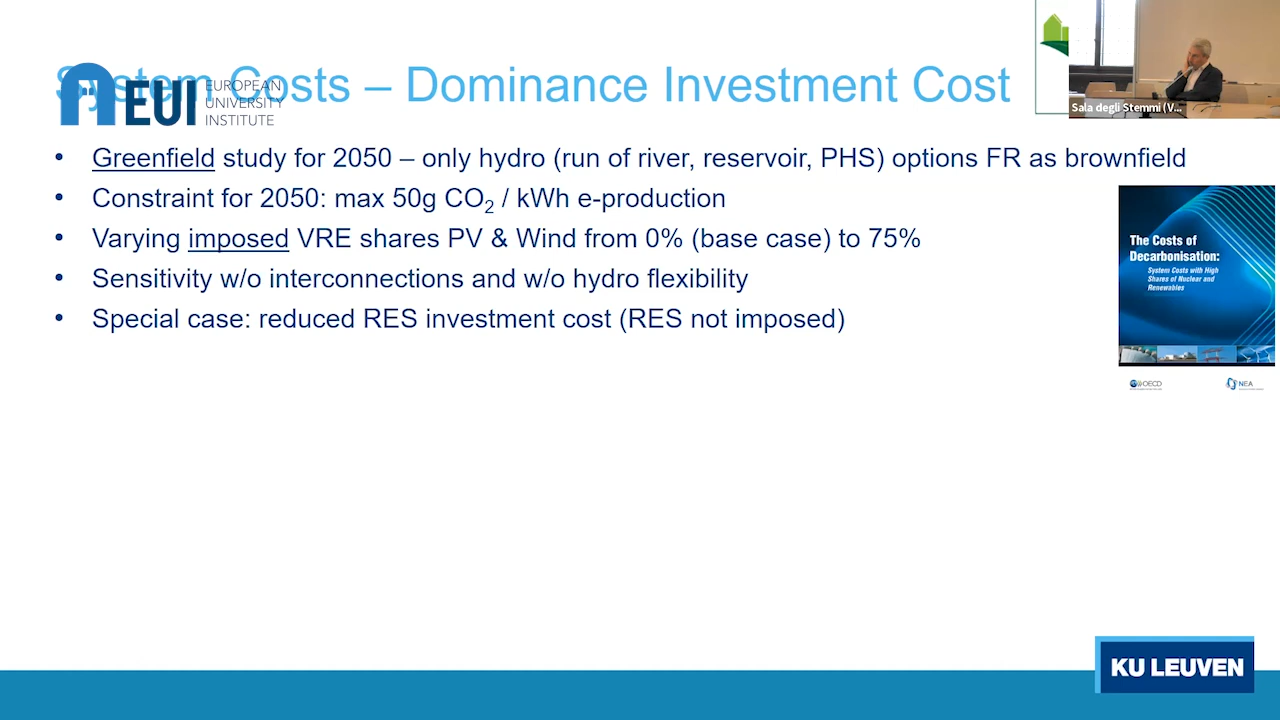 System Costs – Dominance Investment Cost
EUI
EUROPEAN
UNIVERSITY
INSTITUTE
Sala degli Stemmi (V...
• Greenfield study for 2050 – only hydro (run of river, reservoir, PHS) options FR as brownfield
• Constraint for 2050: max 50g CO₂ / kWh e-production
• Varying imposed VRE shares PV & Wind from 0% (base case) to 75%
• Sensitivity w/o interconnections and w/o hydro flexibility
• Special case: reduced RES investment cost (RES not imposed)
The Costs of
Decarbonisation:
System Costs with High
Shares of Nuclear and
Renewables
OECD
NEA
KU LEUVEN